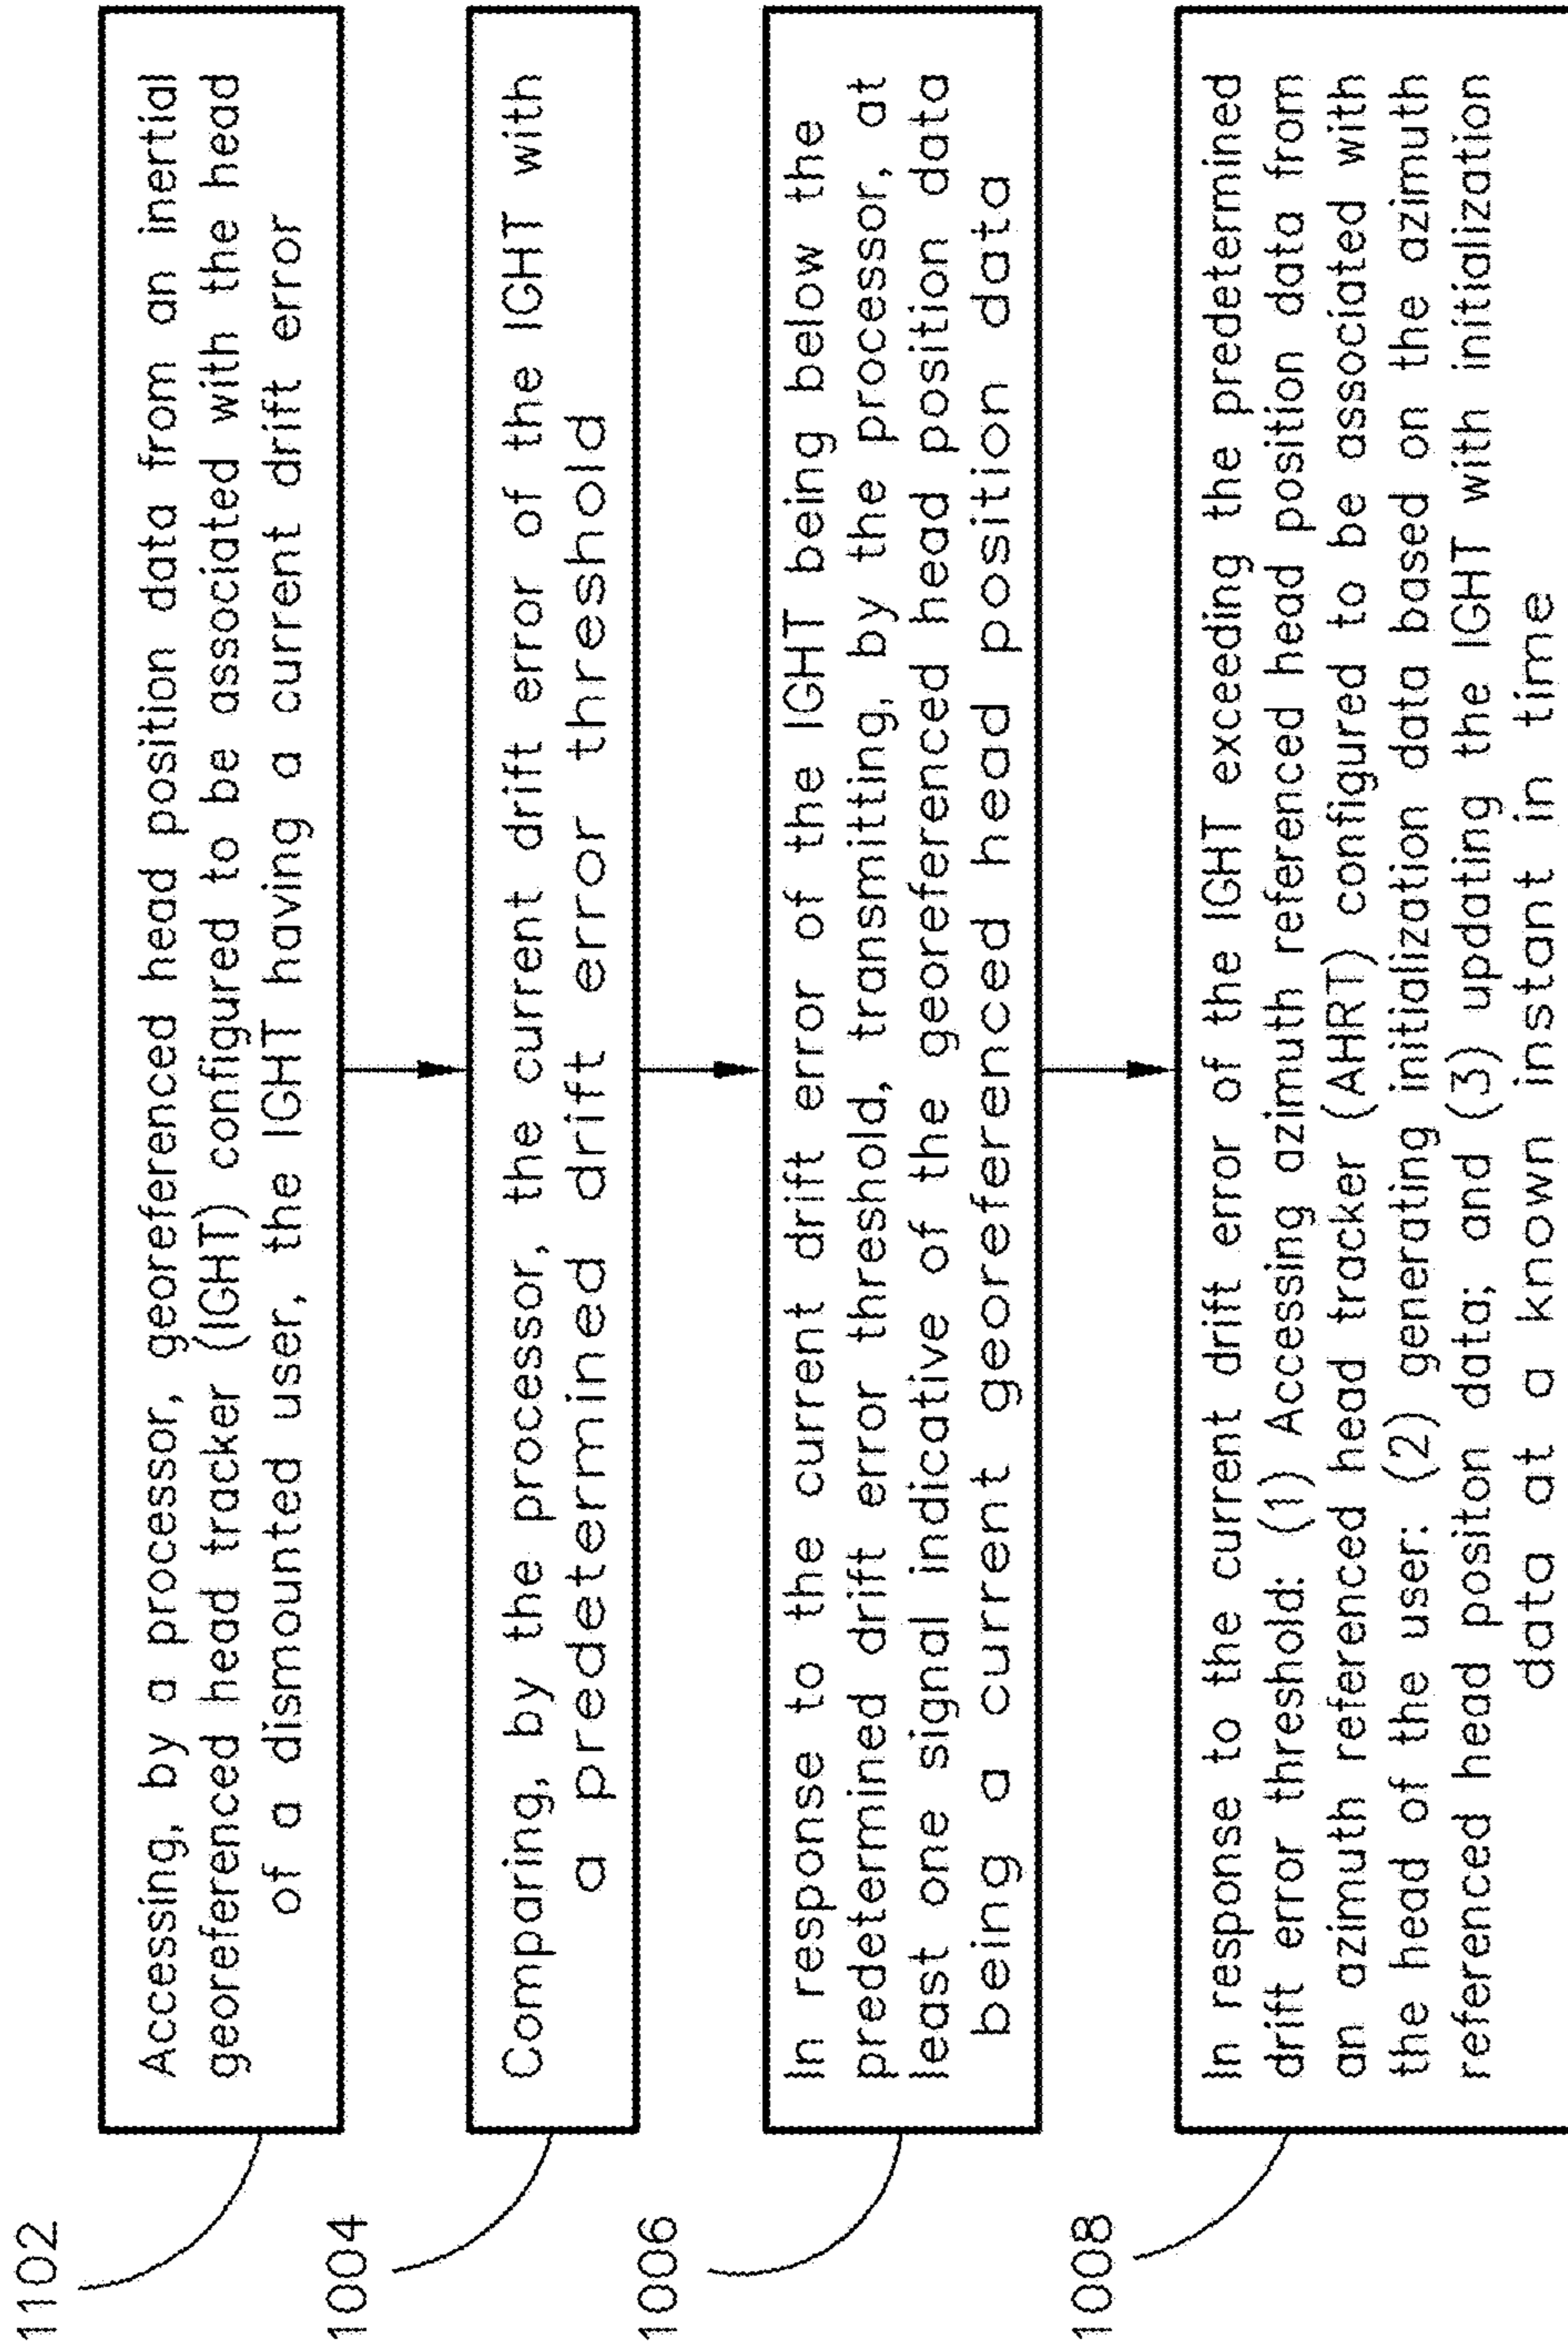 1102
Accessing, by a processor, georeferenced head position data from an inertial
georeferenced head tracker (IGHT) configured to be associated with the head
of a dismounted user, the IGHT having a current drift error
1004
Comparing, by the processor, the current drift error of the IGHT with
a predetermined drift error threshold
1006
In response to the current drift error of the IGHT being below the
predetermined drift error threshold, transmitting, by the processor, at
least one signal indicative of the georeferenced head position data
being a current georeferenced head position data
1008
In response to the current drift error of the IGHT exceeding the predetermined
drift error threshold: (1) Accessing azimuth referenced head position data from
an azimuth referenced head tracker (AHRT) configured to be associated with
the head of the user: (2) generating initialization data based on the azimuth
referenced head positon data; and (3) updating the IGHT with initialization
data at a known instant in time